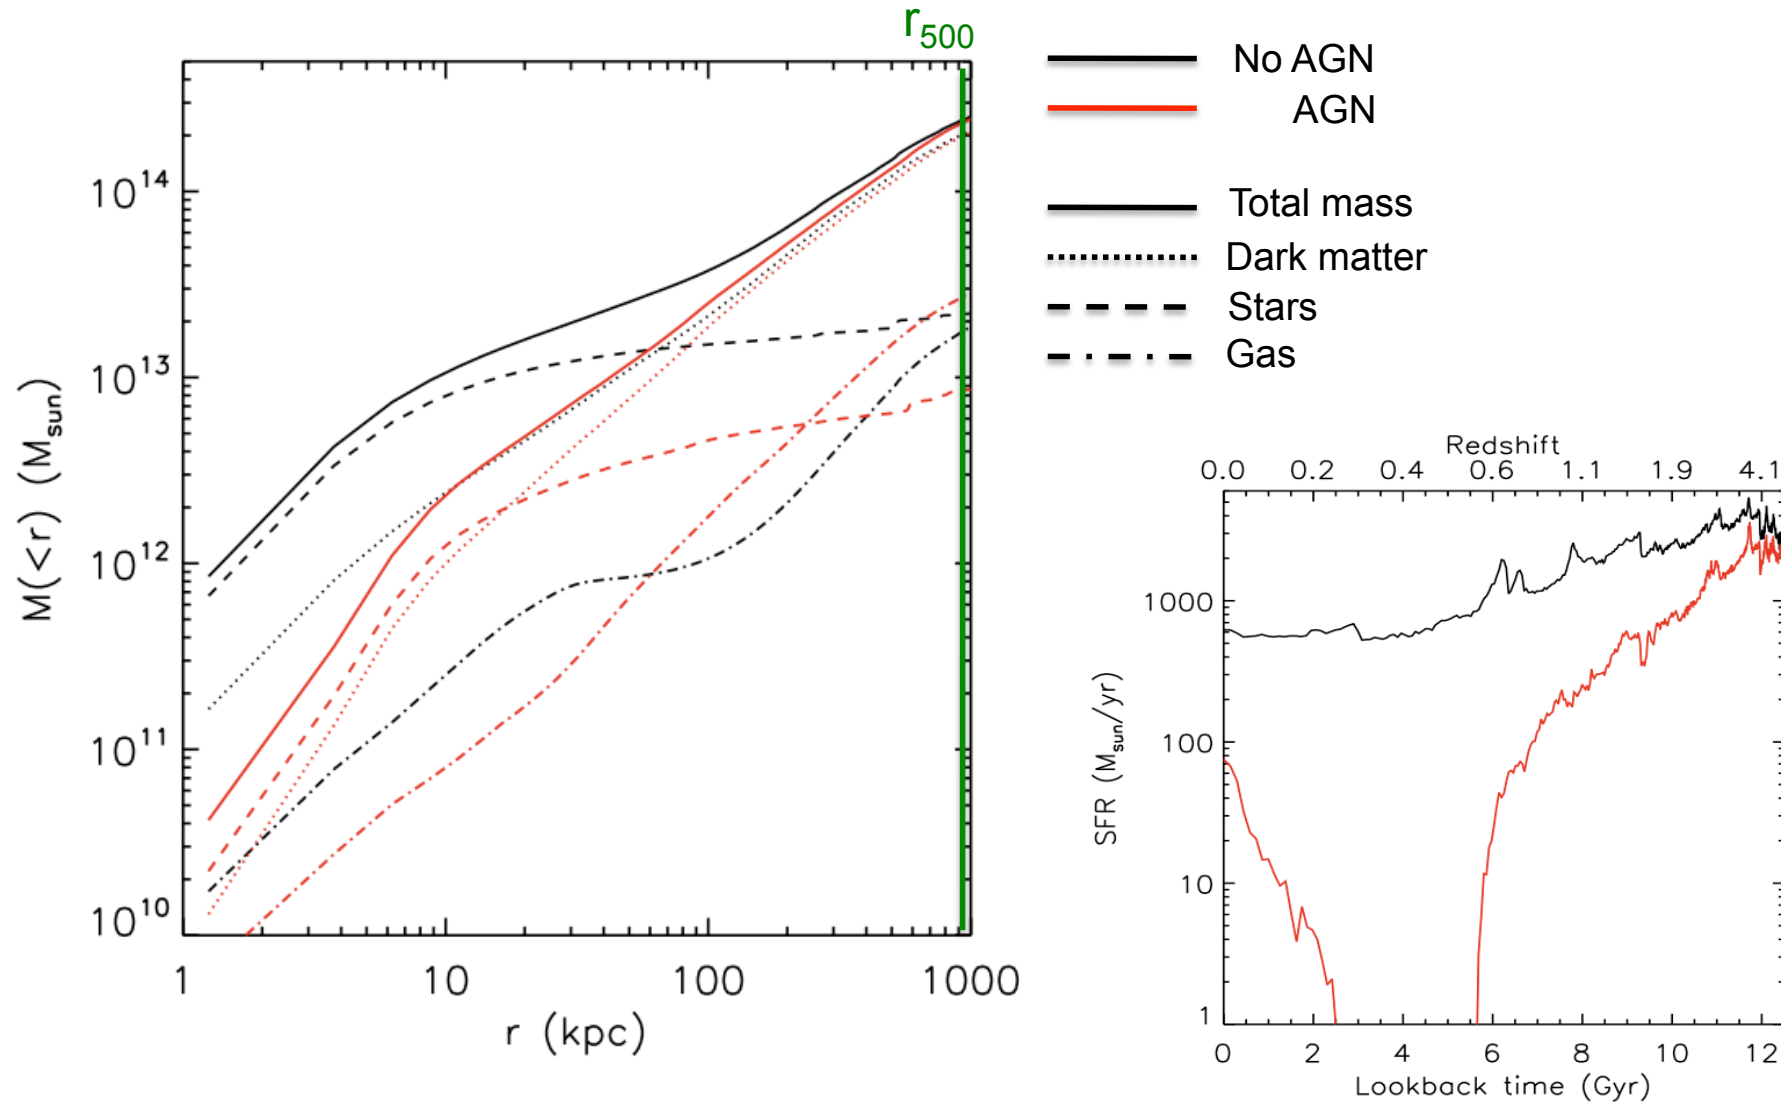 r500
No AGN
AGN
Total mass
Dark matter
Stars
Gas
M(<r) (Msun)
10^14
10^13
10^12
10^11
10^10
1 10 100 1000
r (kpc)
Redshift
0.0 0.2 0.4 0.6 1.1 1.9 4.1
SFR (Msun/yr)
1000
100
10
1
0 2 4 6 8 10 12
Lookback time (Gyr)